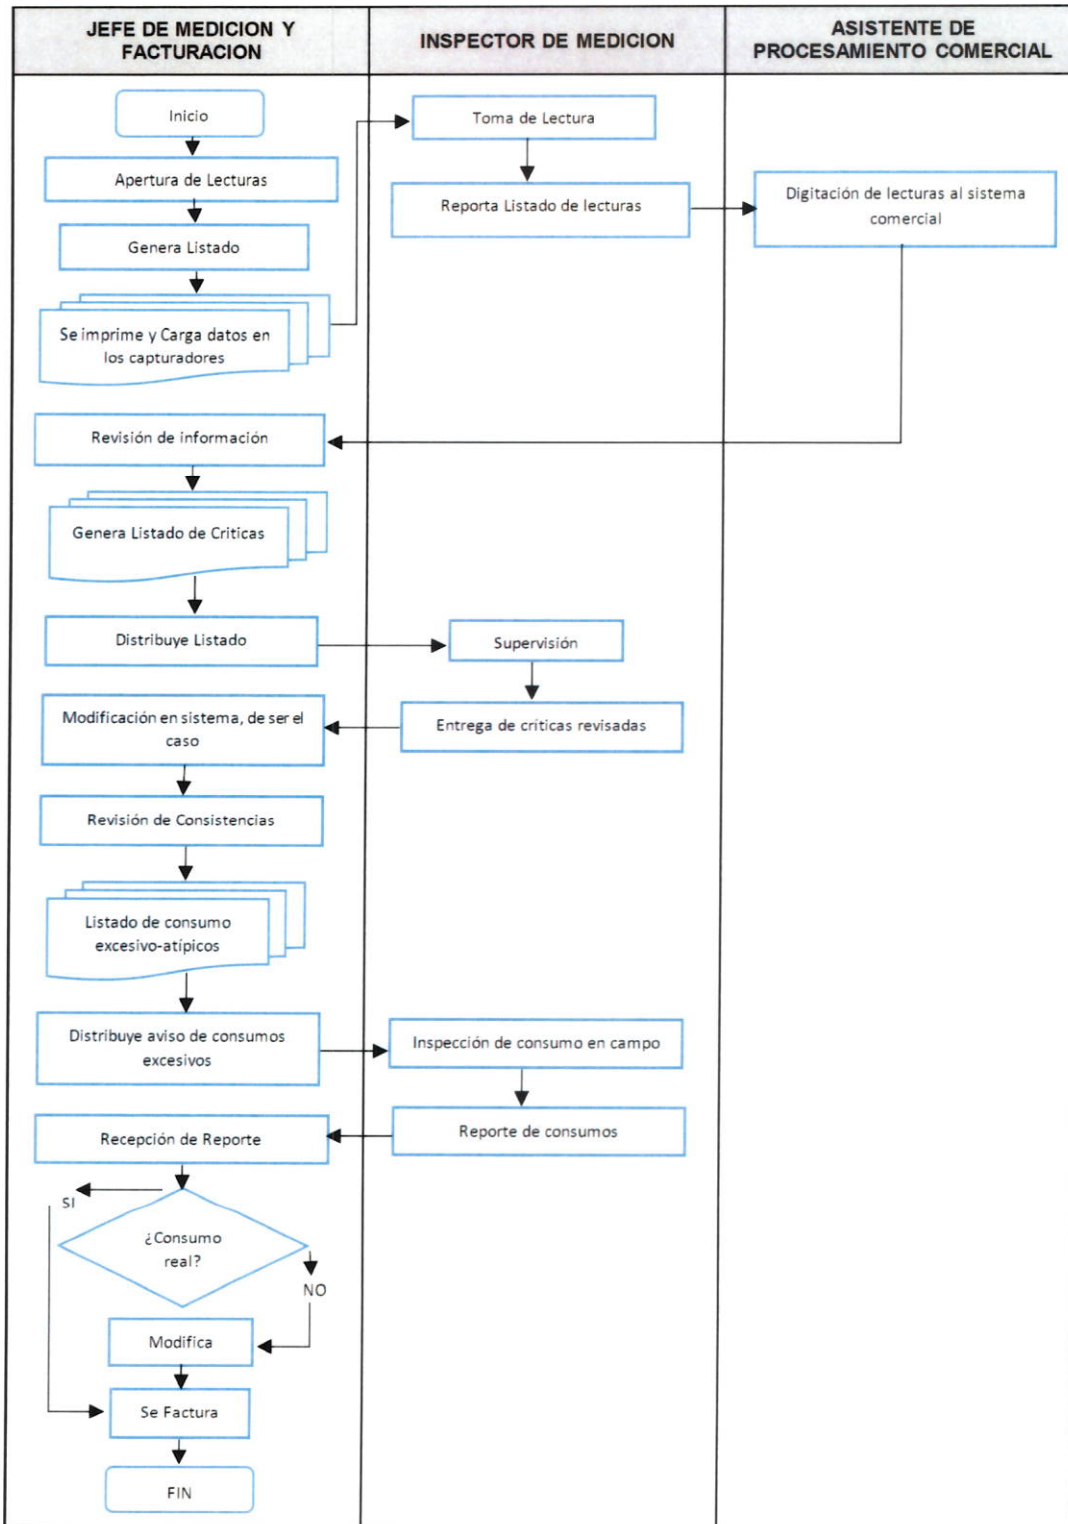 JEFE DE MEDICION Y
FACTURACION
INSPECTOR DE MEDICION
ASISTENTE DE
PROCESAMIENTO COMERCIAL
Inicio
Apertura de Lecturas
Genera Listado
Se imprime y Carga datos en
los capturadores
Toma de Lectura
Reporta Listado de lecturas
Digitación de lecturas al sistema
comercial
Revisión de información
Genera Listado de Criticas
Distribuye Listado
Supervisión
Entrega de críticas revisadas
Modificación en sistema, de ser el
caso
Revisión de Consistencias
Listado de consumo
excesivo-atípicos
Distribuye aviso de consumos
excesivos
Inspección de consumo en campo
Reporte de consumos
Recepción de Reporte
SI
¿Consumo
real?
NO
Modifica
Se Factura
FIN